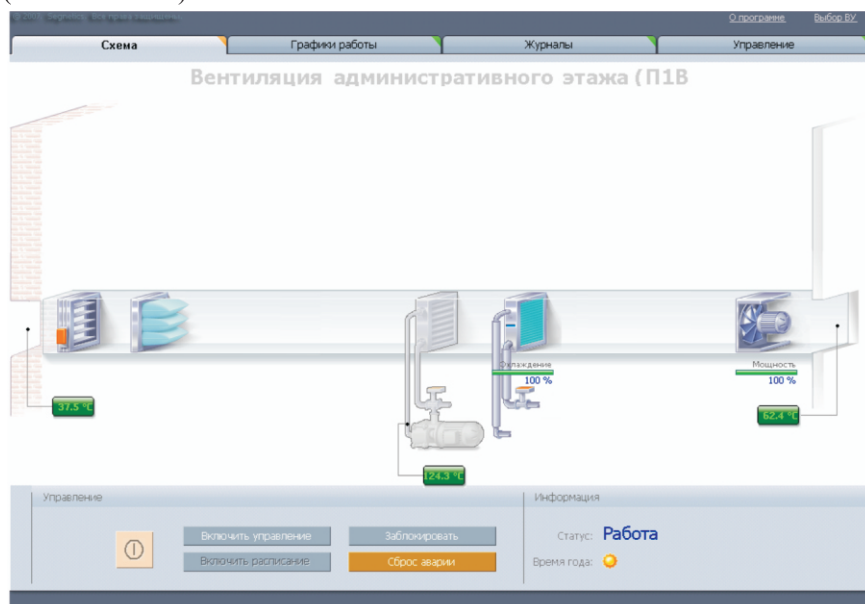 О программе Выбор ВУ
Схема Графики работы Журналы Управление
Вентиляция административного этажа (П1В
Охлаждение
100 %
Мощность
100 %
37.5 °C
62.4 °C
124.3 °C
Управление Информация
Включить управление Заблокировать
Статус: Работа
Включить расписание Сброс аварии
Время года: